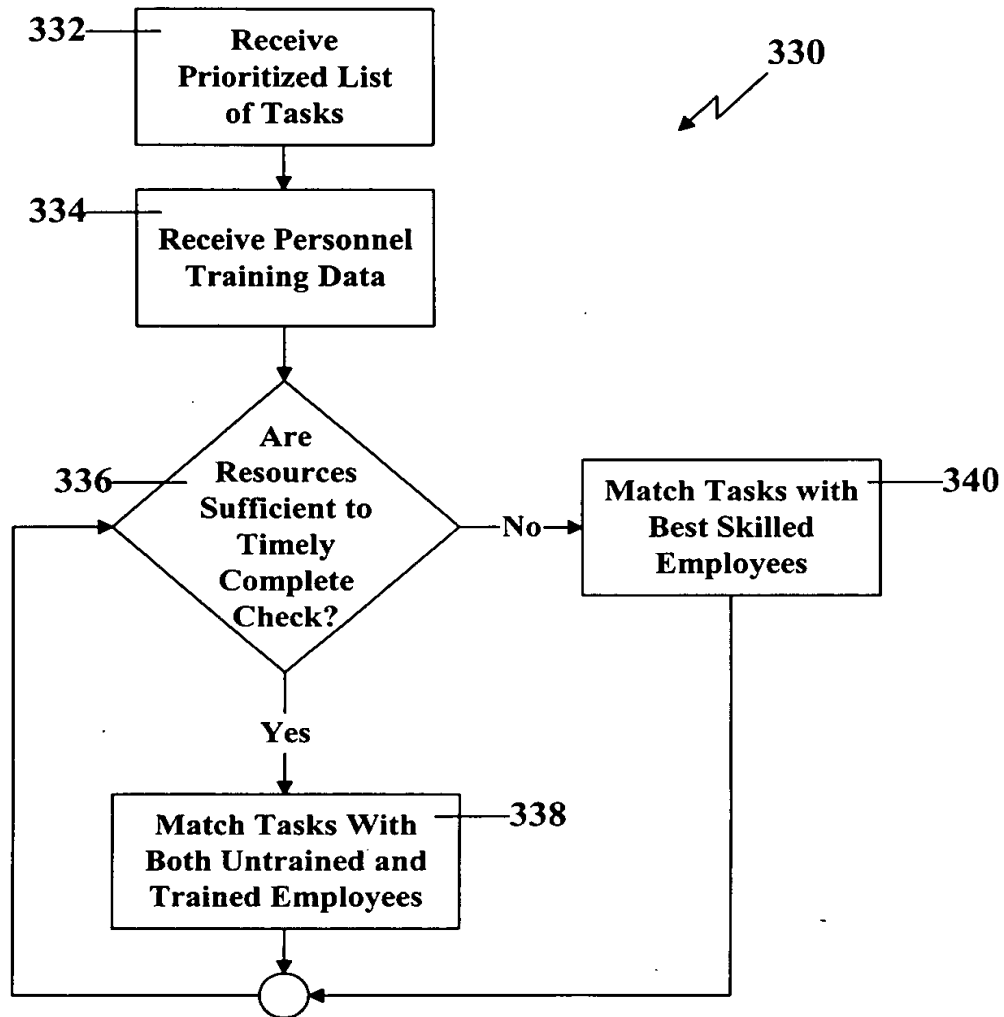 332
Receive
Prioritized List
of Tasks
330
334
Receive Personnel
Training Data
336
Are
Resources
Sufficient to
Timely
Complete
Check?
No
Match Tasks with
Best Skilled
Employees
340
Yes
Match Tasks With
Both Untrained and
Trained Employees
338